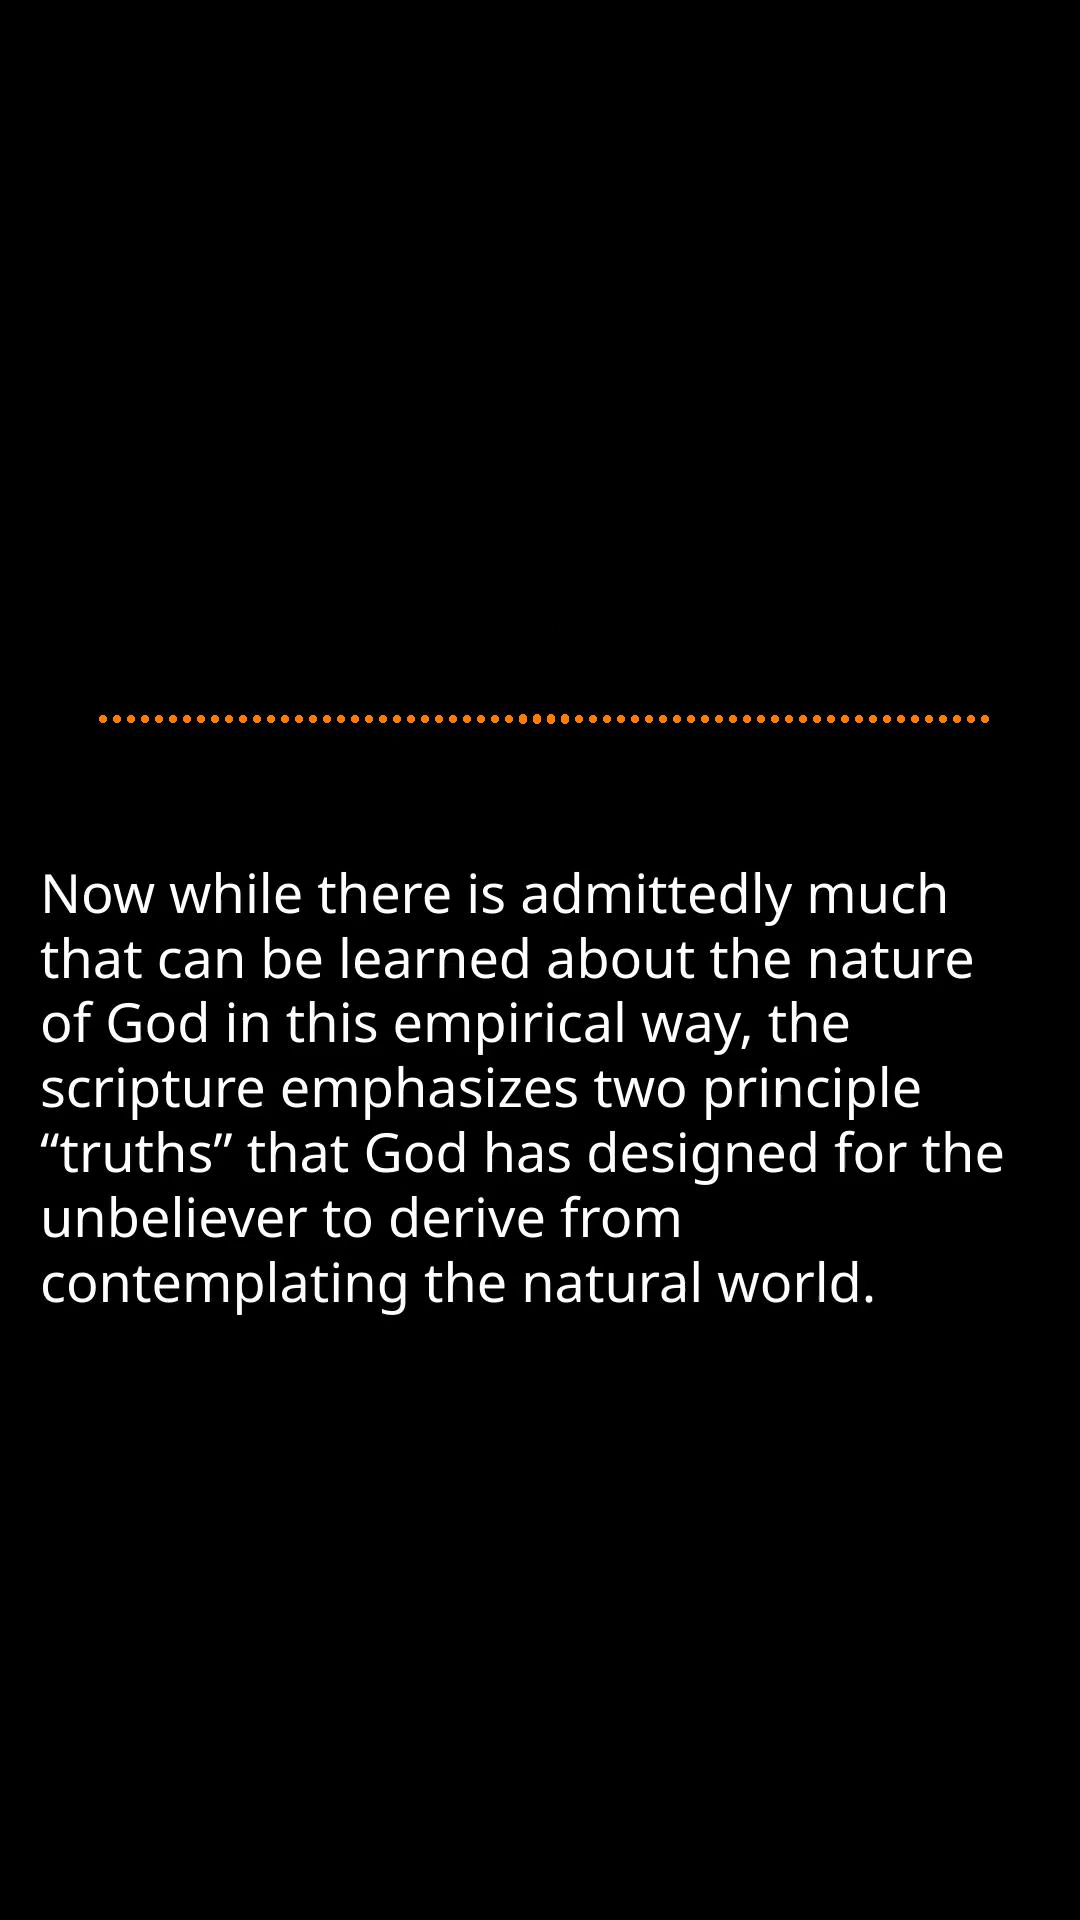 Now while there is admittedly much
that can be learned about the nature
of God in this empirical way, the
scripture emphasizes two principle
“truths” that God has designed for the
unbeliever to derive from
contemplating the natural world.